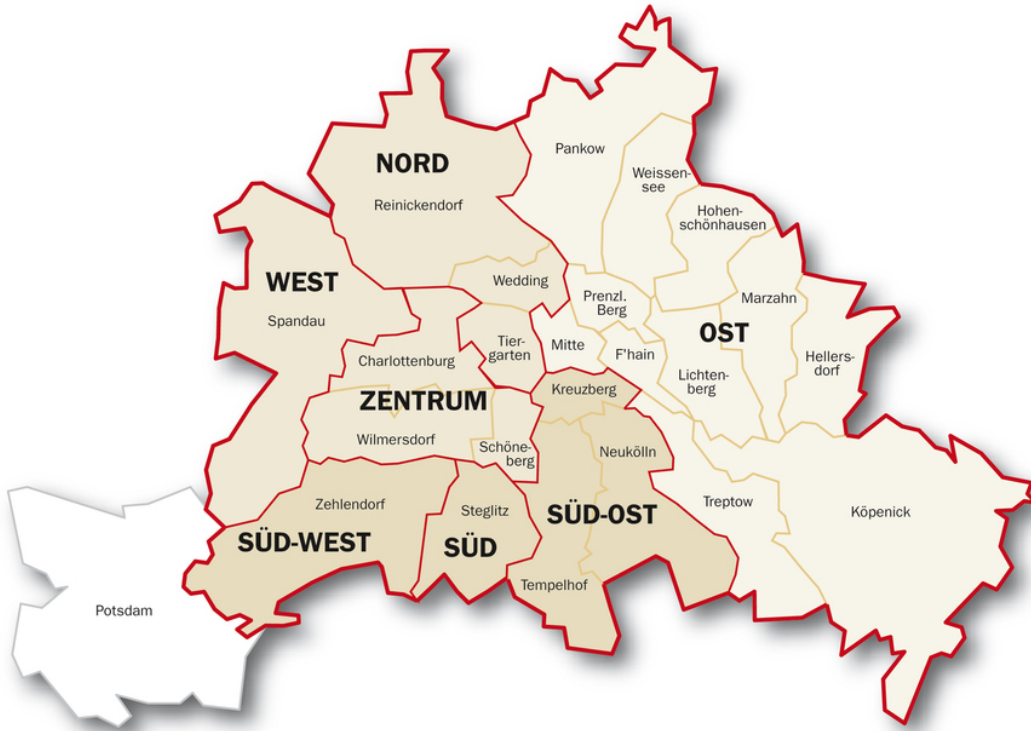 NORD
Reinickendorf
Pankow
Weissen-
see
Hohen-
schönhausen
WEST
Spandau
Wedding
Prenzl.
Berg
Marzahn
OST
Charlottenburg
Tier-
garten
Mitte
F'hain
Lichten-
berg
Hellers-
dorf
ZENTRUM
Wilmersdorf
Schöne-
berg
Kreuzberg
Neukölln
Zehlendorf
SÜD-WEST
Steglitz
SÜD
SÜD-OST
Tempelhof
Treptow
Köpenick
Potsdam